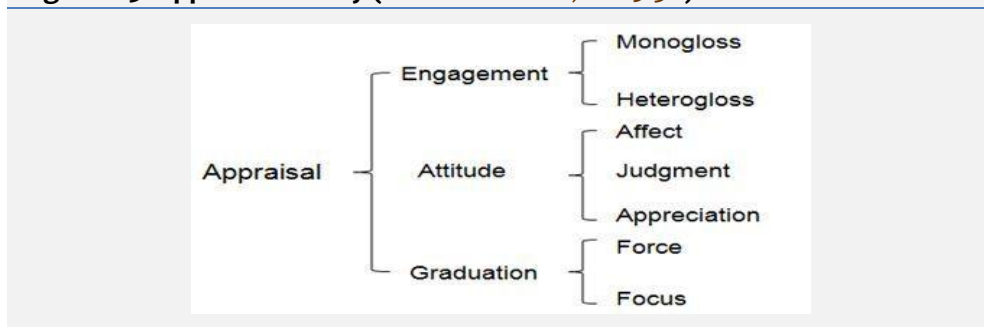 Monogloss
Engagement
Heterogloss
Affect
Appraisal
Attitude
Judgment
Appreciation
Force
Graduation
Focus